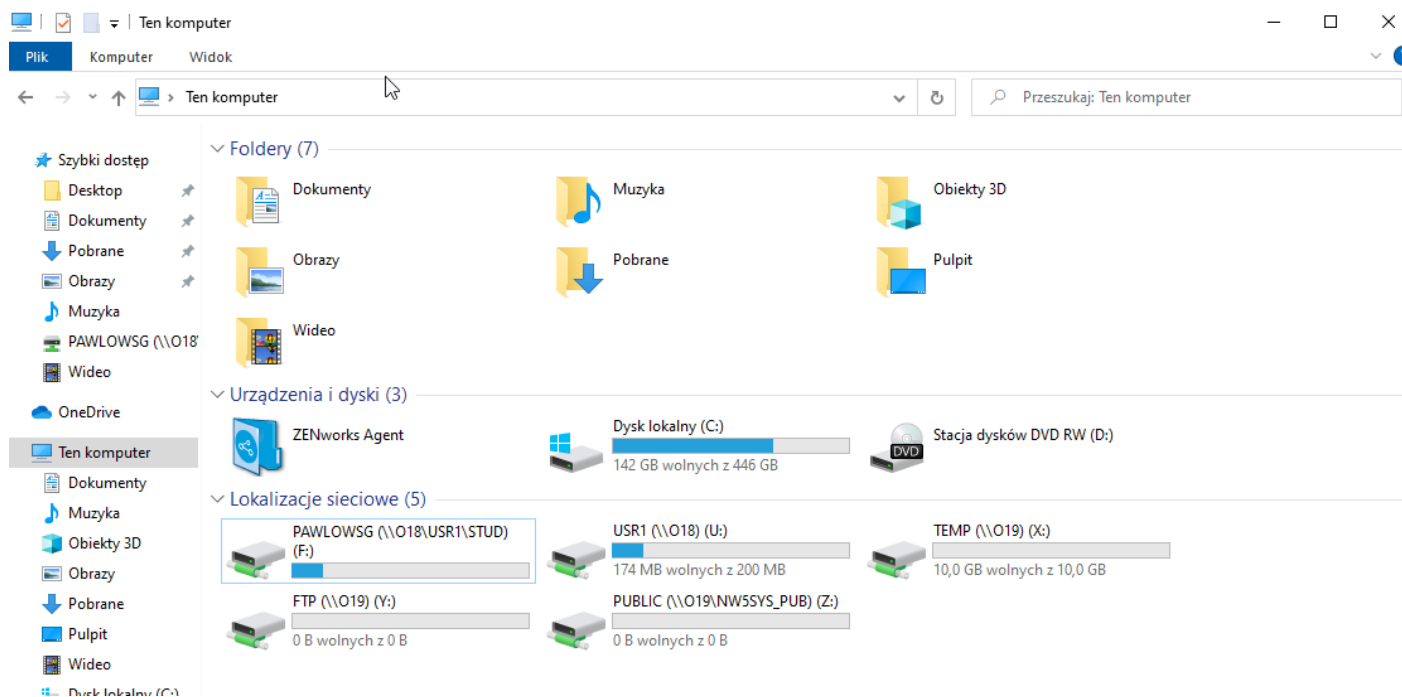 Ten komputer
Plik Komputer Widok
Ten komputer
Przeszukaj: Ten komputer
Szybki dostęp
Desktop
Dokumenty
Pobrane
Obrazy
Muzyka
PAWLOWSG (\\O18\
Wideo
OneDrive
Ten komputer
Dokumenty
Muzyka
Obiekty 3D
Obrazy
Pobrane
Pulpit
Wideo
Dysk lokalny (C:)
Foldery (7)
Dokumenty
Muzyka
Obiekty 3D
Obrazy
Pobrane
Pulpit
Wideo
Urządzenia i dyski (3)
ZENworks Agent
Dysk lokalny (C:)
142 GB wolnych z 446 GB
Stacja dysków DVD RW (D:)
DVD
Lokalizacje sieciowe (5)
PAWLOWSG (\\O18\USR1\STUD)
(F:)
USR1 (\\O18) (U:)
174 MB wolnych z 200 MB
TEMP (\\O19) (X:)
10,0 GB wolnych z 10,0 GB
FTP (\\O19) (Y:)
0 B wolnych z 0 B
PUBLIC (\\O19\NW5SYS_PUB) (Z:)
0 B wolnych z 0 B